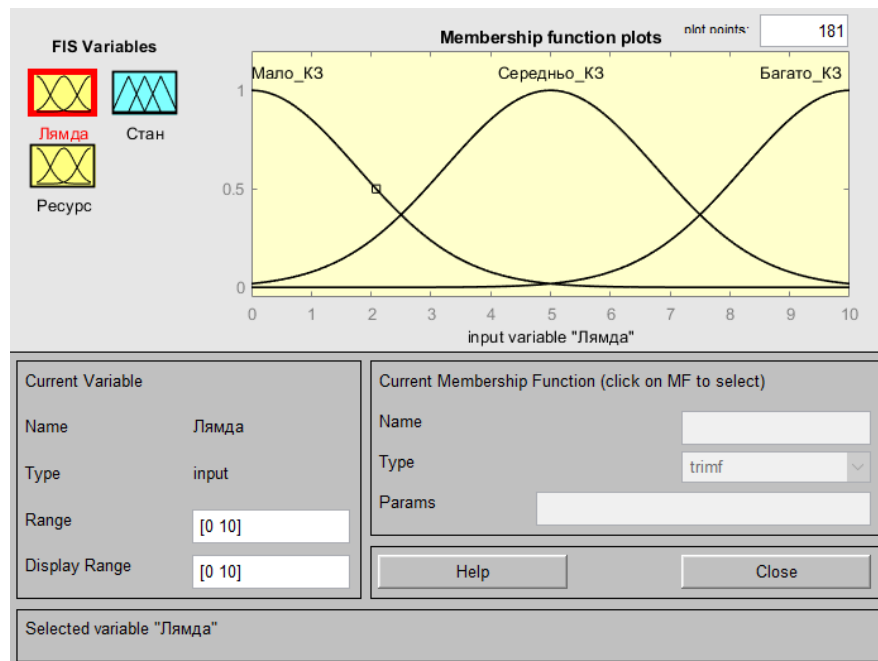 FIS Variables
Membership function plots
plot points:
181
Лямда
Стан
Ресурс
Мало_КЗ
Середньо_КЗ
Багато_КЗ
1
0.5
0
0 1 2 3 4 5 6 7 8 9 10
input variable "Лямда"
Current Variable
Name Лямда
Type input
Range [0 10]
Display Range [0 10]
Current Membership Function (click on MF to select)
Name
Type trimf
Params
Help
Close
Selected variable "Лямда"